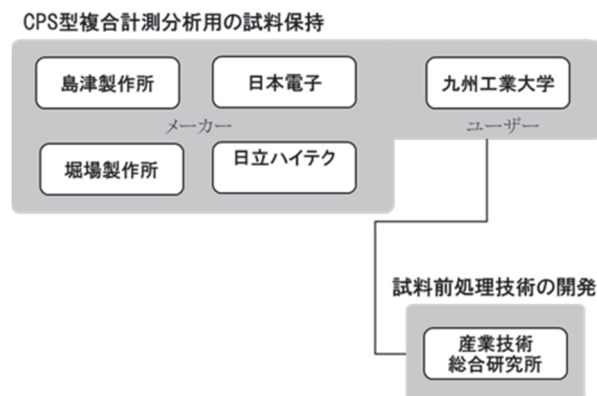 CPS型複合計測分析用の試料保持
島津製作所
日本電子
九州工業大学
メーカー
ユーザー
堀場製作所
日立ハイテク
試料前処理技術の開発
産業技術
総合研究所